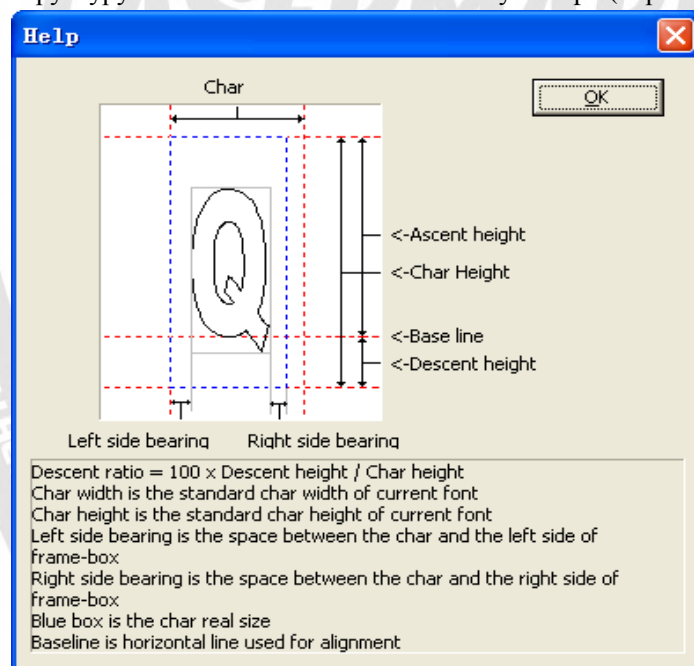 Help
Char
OK
<-Ascent height
<-Char Height
<-Base line
<-Descent height
Left side bearing Right side bearing
Descent ratio = 100 x Descent height / Char height
Char width is the standard char width of current font
Char height is the standard char height of current font
Left side bearing is the space between the char and the left side of
frame-box
Right side bearing is the space between the char and the right side of
frame-box
Blue box is the char real size
Baseline is horizontal line used for alignment